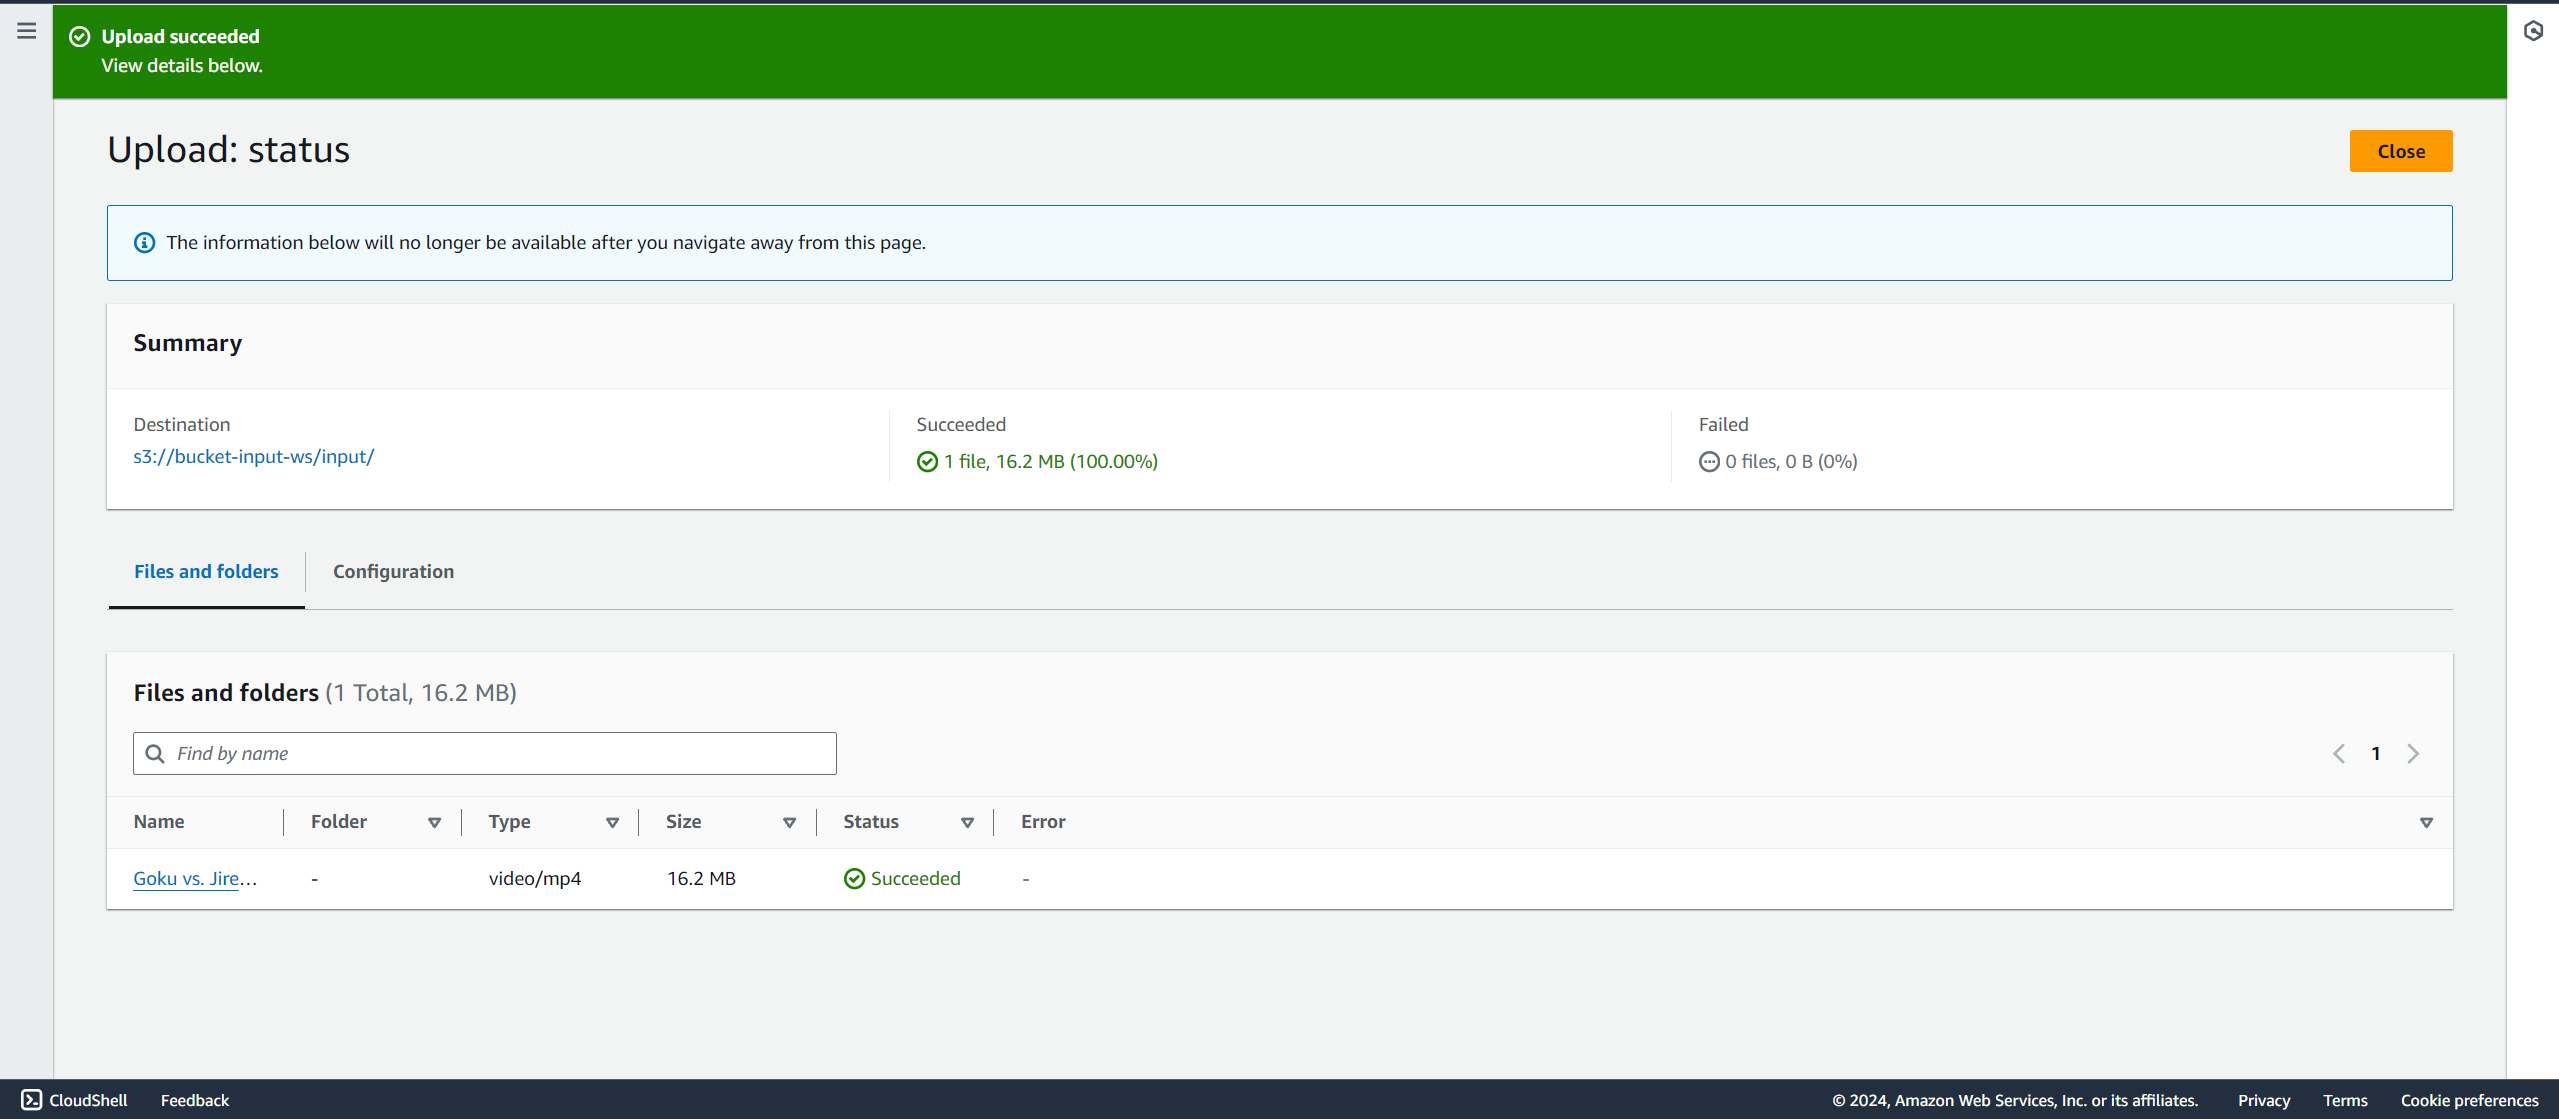 Upload succeeded
View details below.
Upload: status
Close
The information below will no longer be available after you navigate away from this page.
Summary
Destination
s3://bucket-input-ws/input/
Succeeded
1 file, 16.2 MB (100.00%)
Failed
0 files, 0 B (0%)
Files and folders
Configuration
Files and folders (1 Total, 16.2 MB)
Find by name
1
Name Folder Type Size Status Error
Goku vs. Jire... - video/mp4 16.2 MB Succeeded -
CloudShell Feedback © 2024, Amazon Web Services, Inc. or its affiliates. Privacy Terms Cookie preferences